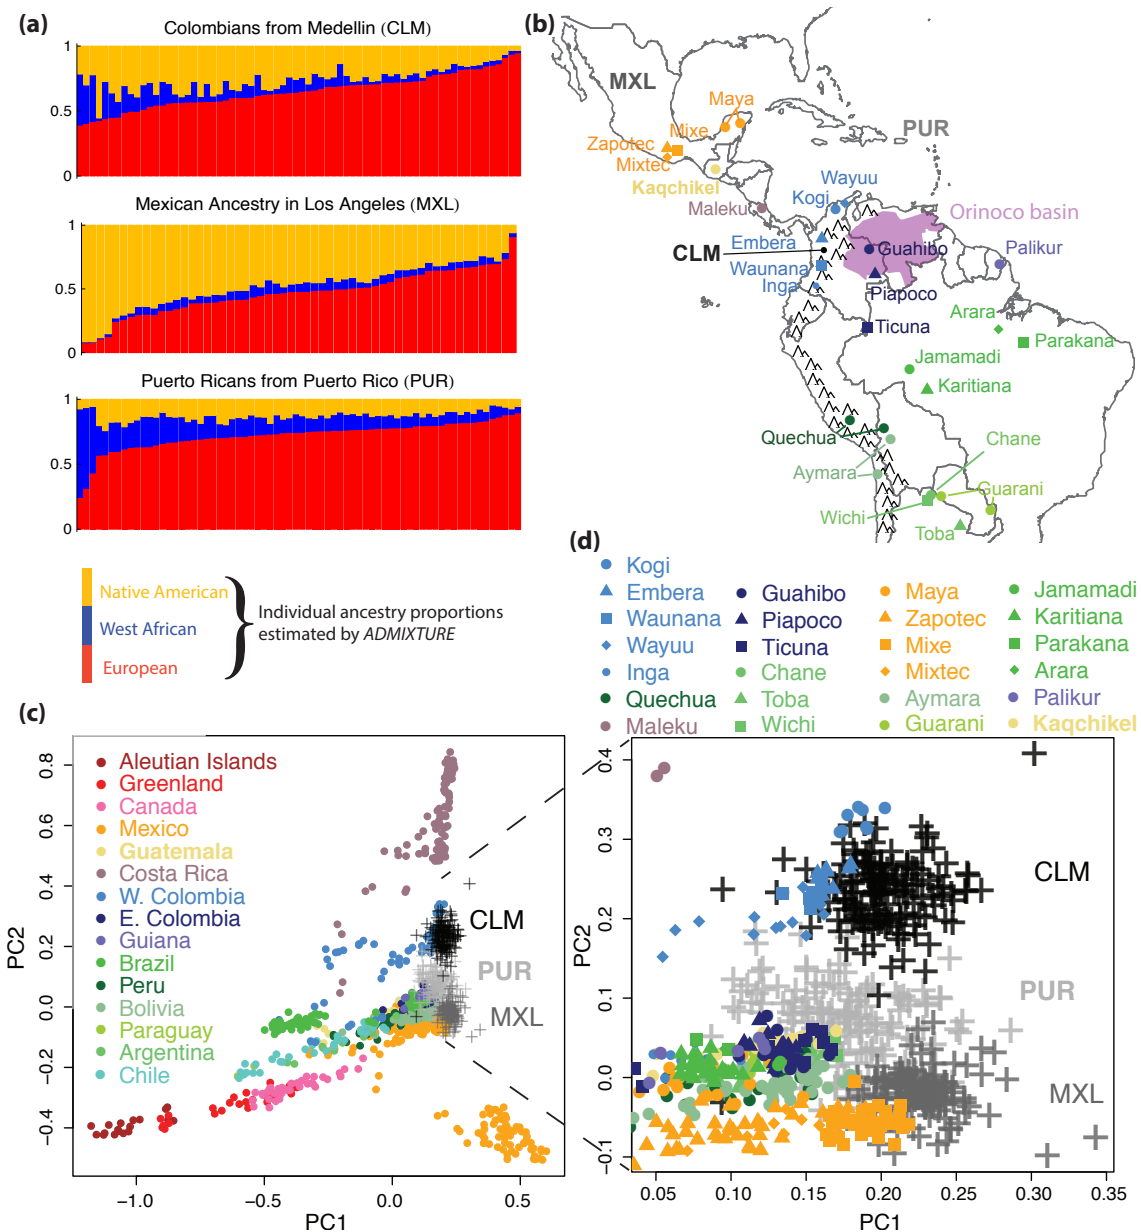 (a)
Colombians from Medellin (CLM)
1
0.5
0
Mexican Ancestry in Los Angeles (MXL)
1
0.5
0
Puerto Ricans from Puerto Rico (PUR)
1
0.5
0
Native American
West African
European
Individual ancestry proportions
estimated by ADMIXTURE
(b)
MXL
Maya
Mixe
PUR
Zapotec
Mixtec
Kaqchikel
Wayuu
Kogi
Maleku
Orinoco basin
Embera
CLM
Guahibo
Palikur
Waunana
Inga
Piapoco
Arara
Ticuna
Parakana
Jamamadi
Karitiana
Quechua
Chane
Aymara
Guarani
Wichi
Toba
(d)
Kogi
Embera
Waunana
Wayuu
Inga
Quechua
Maleku
Guahibo
Piapoco
Ticuna
Chane
Toba
Wichi
Maya
Zapotec
Mixe
Mixtec
Aymara
Guarani
Jamamadi
Karitiana
Parakana
Arara
Palikur
Kaqchikel
(c)
Aleutian Islands
Greenland
Canada
Mexico
Guatemala
Costa Rica
W. Colombia
E. Colombia
Guiana
Brazil
Peru
Bolivia
Paraguay
Argentina
Chile
CLM
PUR
MXL
PC2
0.8
0.6
0.4
0.2
0.0
−0.2
−0.4
−1.0 −0.5 0.0 0.5
PC1
CLM
PUR
MXL
PC2
0.4
0.3
0.2
0.1
0.0
−0.1
0.05 0.10 0.15 0.20 0.25 0.30 0.35
PC1